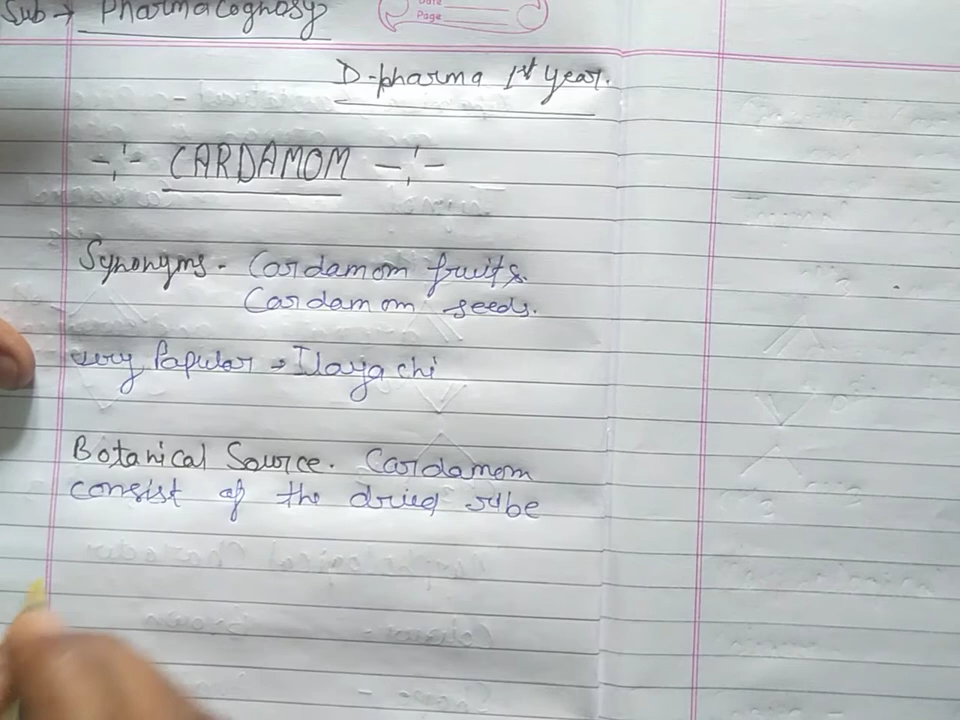 Sub → Pharmacognosy
Date
Page
D-pharma 1st Year.
CARDAMOM
Synonyms - Cardamom fruits.
Cardamom seeds.
very Papular → Ilayachi
Botanical Source. Cardamom
consist of the dried ribe